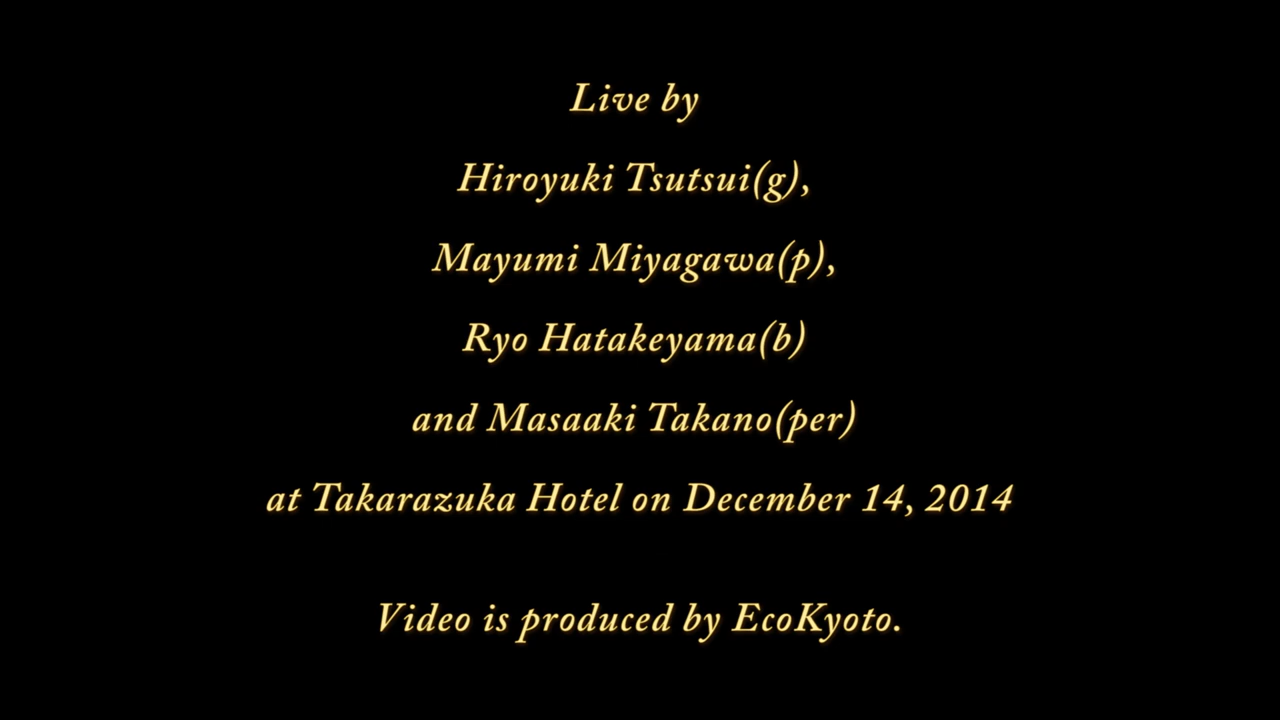 Live by
Hiroyuki Tsutsui(g),
Mayumi Miyagawa(p),
Ryo Hatakeyama(b)
and Masaaki Takano(per)
at Takarazuka Hotel on December 14, 2014
Video is produced by EcoKyoto.